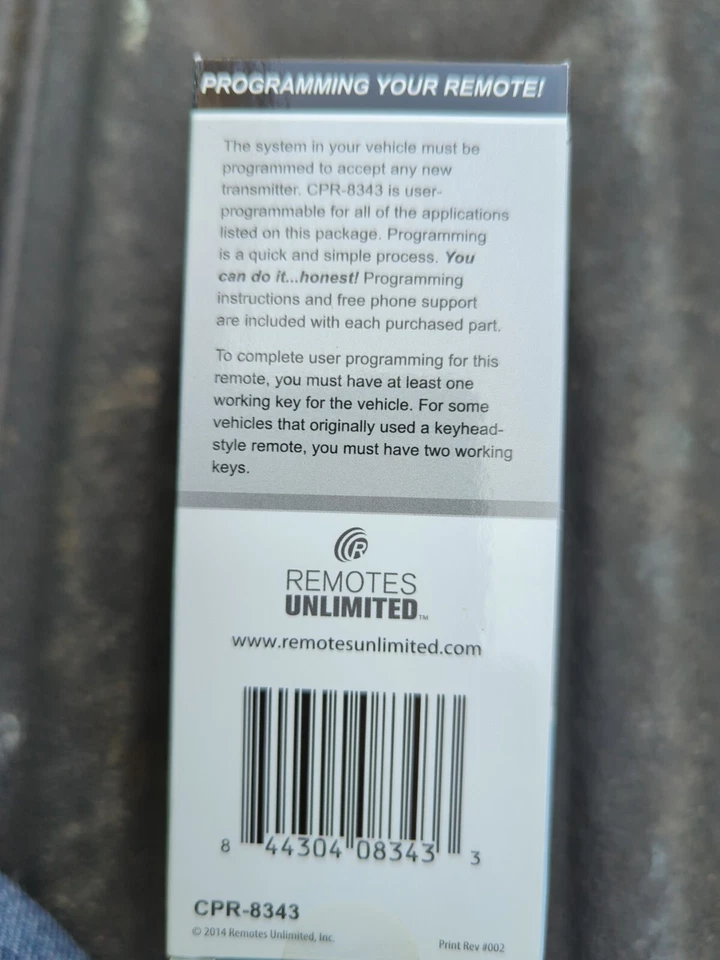 PROGRAMMING YOUR REMOTE!
The system in your vehicle must be
programmed to accept any new
transmitter. CPR-8343 is user-
programmable for all of the applications
listed on this package. Programming
is a quick and simple process. You
can do it...honest! Programming
instructions and free phone support
are included with each purchased part.
To complete user programming for this
remote, you must have at least one
working key for the vehicle. For some
vehicles that originally used a keyhead-
style remote, you must have two working
keys.
R
REMOTES
UNLIMITED™
www.remotesunlimited.com
8 44304 08343 3
CPR-8343
© 2014 Remotes Unlimited, Inc.
Print Rev #002